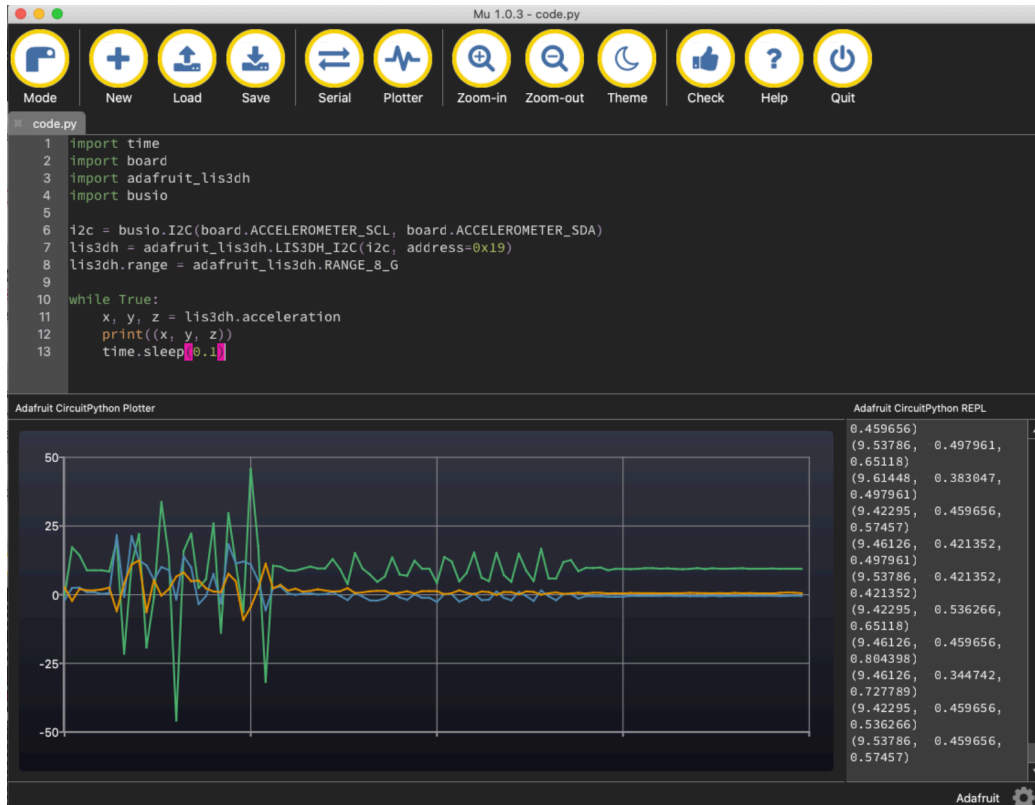 Mu 1.0.3 - code.py
Mode New Load Save Serial Plotter Zoom-in Zoom-out Theme Check Help Quit
code.py
1 import time
2 import board
3 import adafruit_lis3dh
4 import busio
5
6 i2c = busio.I2C(board.ACCELEROMETER_SCL, board.ACCELEROMETER_SDA)
7 lis3dh = adafruit_lis3dh.LIS3DH_I2C(i2c, address=0x19)
8 lis3dh.range = adafruit_lis3dh.RANGE_8_G
9
10 while True:
11     x, y, z = lis3dh.acceleration
12     print((x, y, z))
13     time.sleep(0.1)
Adafruit CircuitPython Plotter
50
25
0
-25
-50
Adafruit CircuitPython REPL
0.459656)
(9.53786, 0.497961,
0.65118)
(9.61448, 0.383047,
0.497961)
(9.42295, 0.459656,
0.57457)
(9.46126, 0.421352,
0.497961)
(9.53786, 0.421352,
0.421352)
(9.42295, 0.536266,
0.65118)
(9.46126, 0.459656,
0.804398)
(9.46126, 0.344742,
0.727789)
(9.42295, 0.459656,
0.536266)
(9.53786, 0.459656,
0.57457)
Adafruit